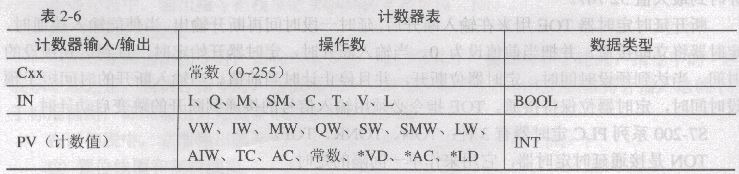 表 2-6 计数器表
计数器输入/输出 操作数 数据类型
Cxx 常数（0~255）
IN I、Q、M、SM、C、T、V、L BOOL
PV（计数值） VW、IW、MW、QW、SW、SMW、LW、AIW、TC、AC、常数、*VD、*AC、*LD INT